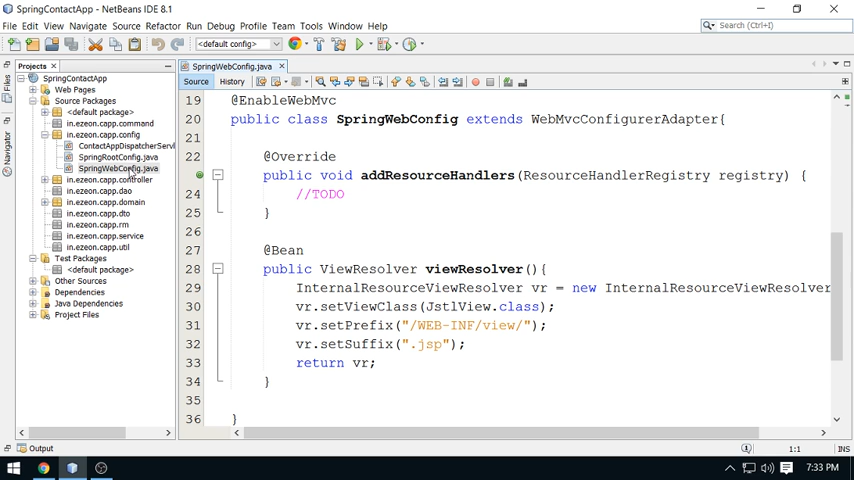 SpringContactApp - NetBeans IDE 8.1
File Edit View Navigate Source Refactor Run Debug Profile Team Tools Window Help
Search (Ctrl+I)
<default config>
Projects
SpringWebConfig.java
Files
Navigator
SpringContactApp
Web Pages
Source Packages
<default package>
in.ezeon.capp.command
in.ezeon.capp.config
ContactAppDispatcherServl
SpringRootConfig.java
SpringWebConfig.java
in.ezeon.capp.controller
in.ezeon.capp.dao
in.ezeon.capp.domain
in.ezeon.capp.dto
in.ezeon.capp.rm
in.ezeon.capp.service
in.ezeon.capp.util
Test Packages
<default package>
Other Sources
Dependencies
Java Dependencies
Project Files
Source History
19 @EnableWebMvc
20 public class SpringWebConfig extends WebMvcConfigurerAdapter{
21
22 @Override
public void addResourceHandlers(ResourceHandlerRegistry registry) {
24 //TODO
25 }
26
27 @Bean
28 public ViewResolver viewResolver(){
29 InternalResourceViewResolver vr = new InternalResourceViewResolver
30 vr.setViewClass(JstlView.class);
31 vr.setPrefix("/WEB-INF/view/");
32 vr.setSuffix(".jsp");
33 return vr;
34 }
35
36 }
Output
1:1 INS
7:33 PM